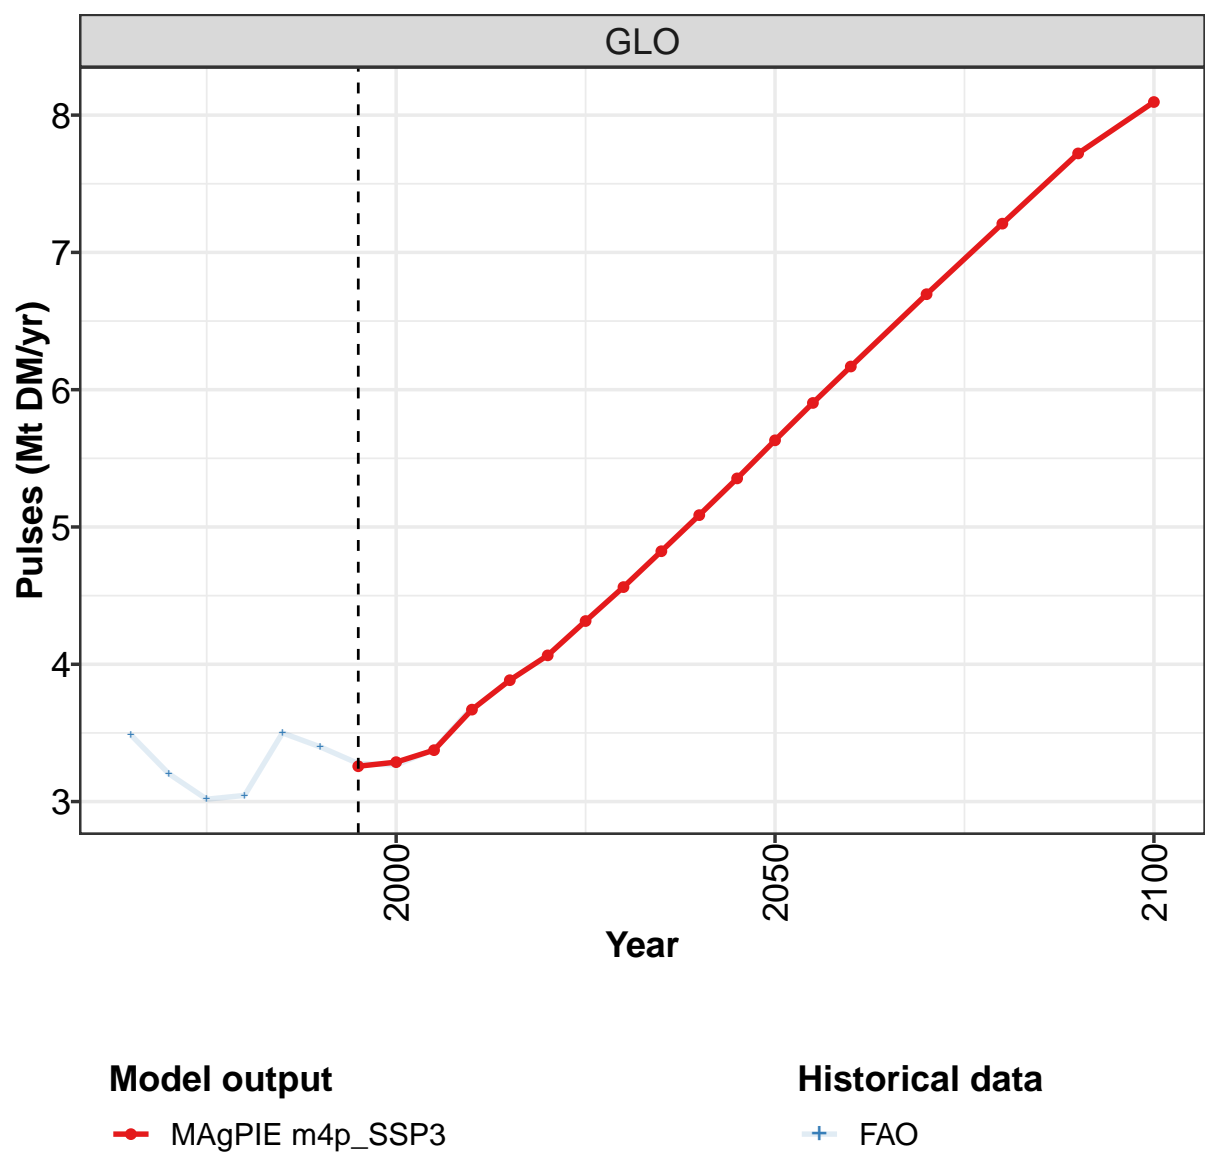 GLO
8
7
6
5
4
3
Pulses (Mt DM/yr)
2000
2050
2100
Year
Model output
Historical data
MAgPIE m4p_SSP3
FAO